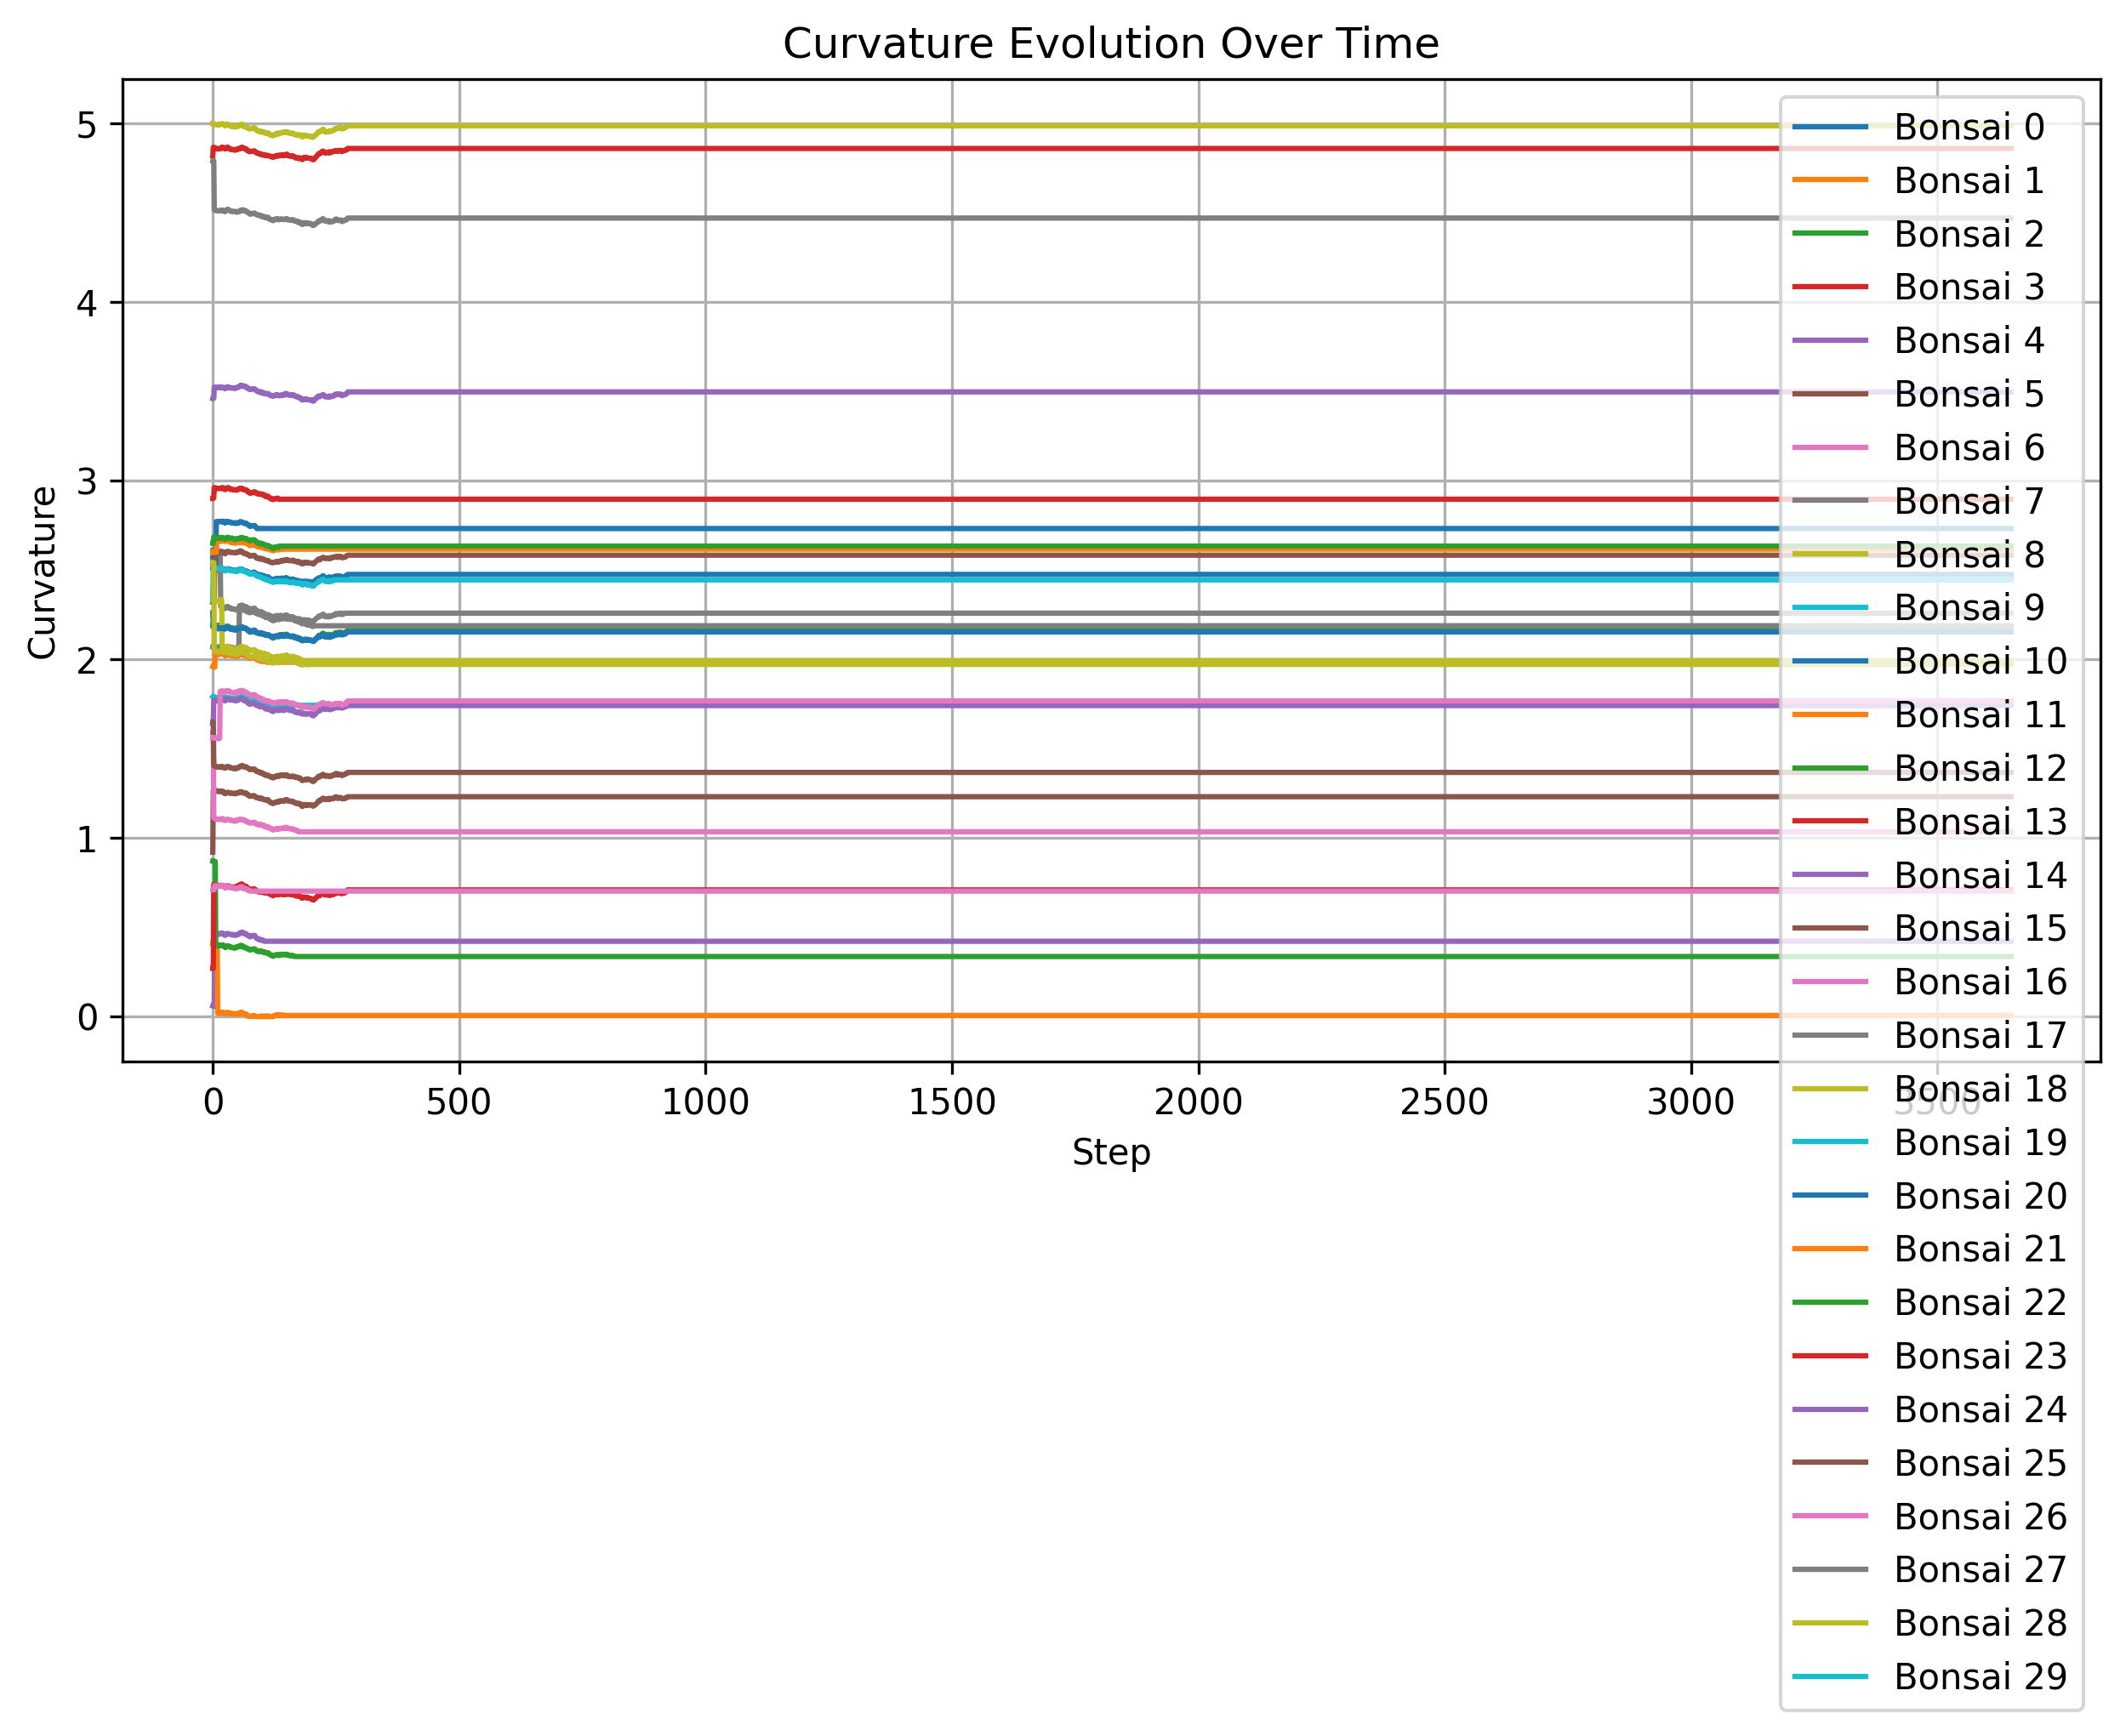 Curvature Evolution Over Time
Curvature
5
4
3
2
1
0
0 500 1000 1500 2000 2500 3000 3500
Step
Bonsai 0
Bonsai 1
Bonsai 2
Bonsai 3
Bonsai 4
Bonsai 5
Bonsai 6
Bonsai 7
Bonsai 8
Bonsai 9
Bonsai 10
Bonsai 11
Bonsai 12
Bonsai 13
Bonsai 14
Bonsai 15
Bonsai 16
Bonsai 17
Bonsai 18
Bonsai 19
Bonsai 20
Bonsai 21
Bonsai 22
Bonsai 23
Bonsai 24
Bonsai 25
Bonsai 26
Bonsai 27
Bonsai 28
Bonsai 29